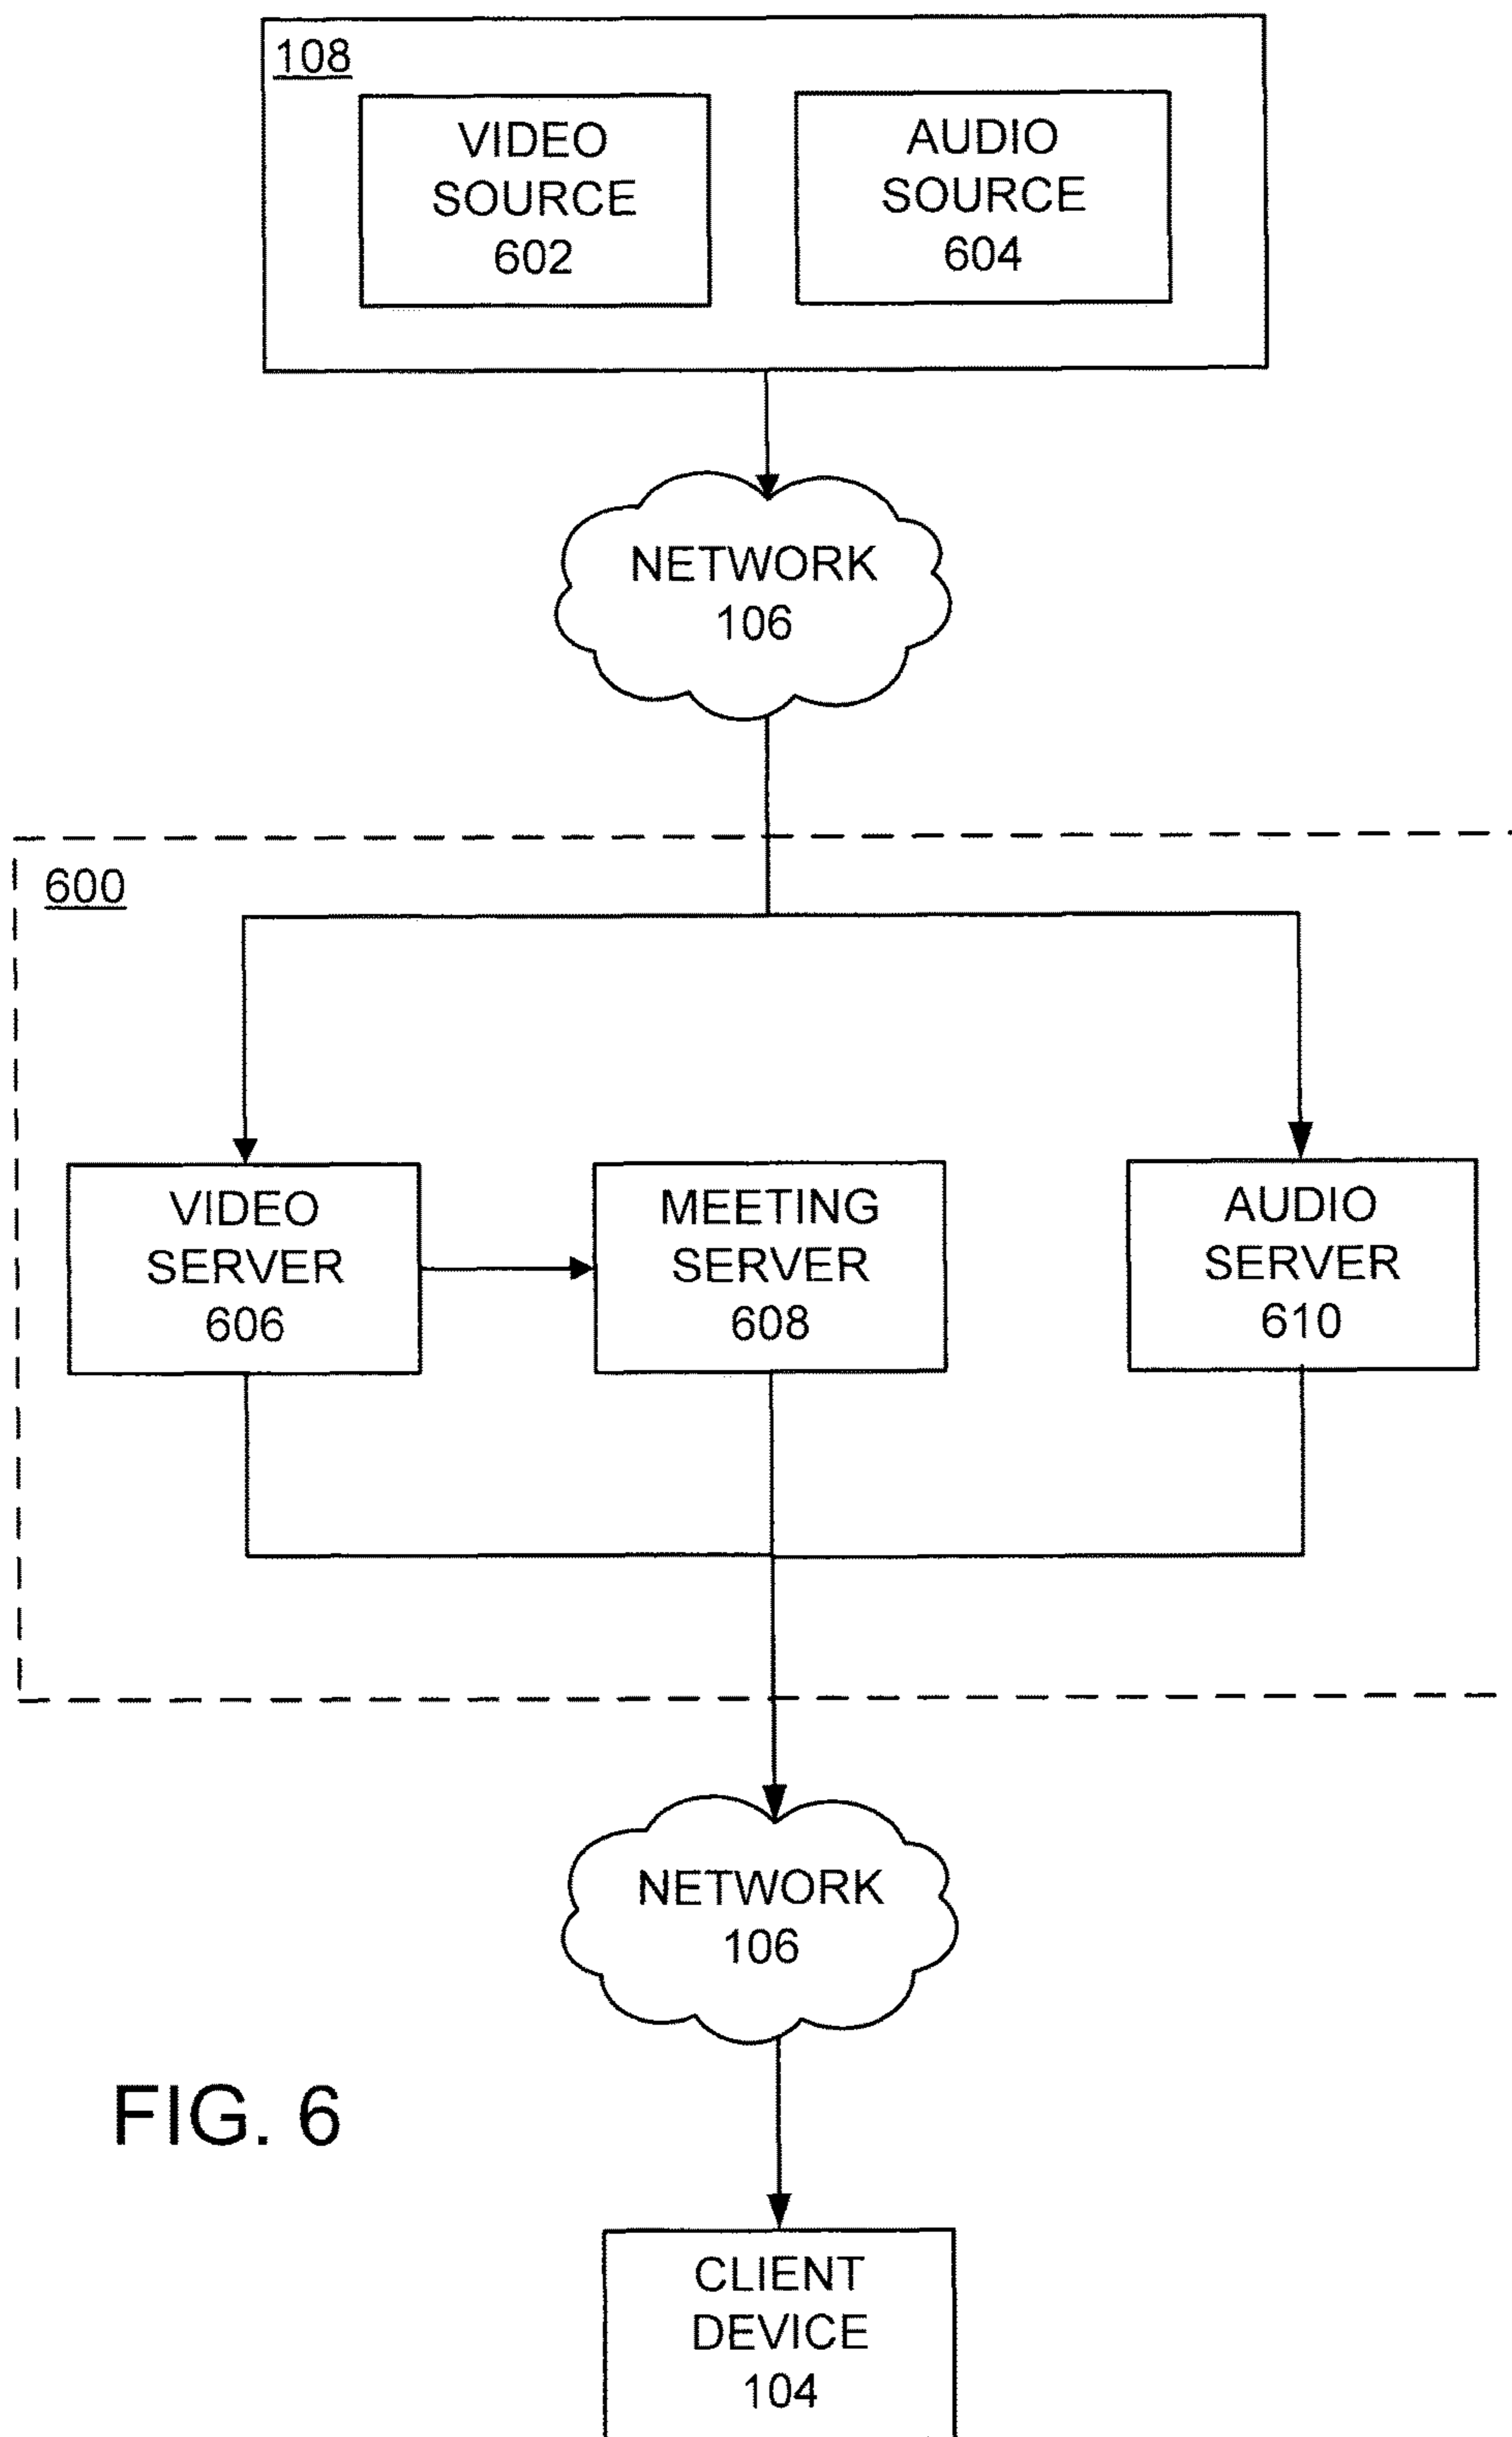 108
VIDEO
SOURCE
602
AUDIO
SOURCE
604
NETWORK
106
600
VIDEO
SERVER
606
MEETING
SERVER
608
AUDIO
SERVER
610
NETWORK
106
FIG. 6
CLIENT
DEVICE
104